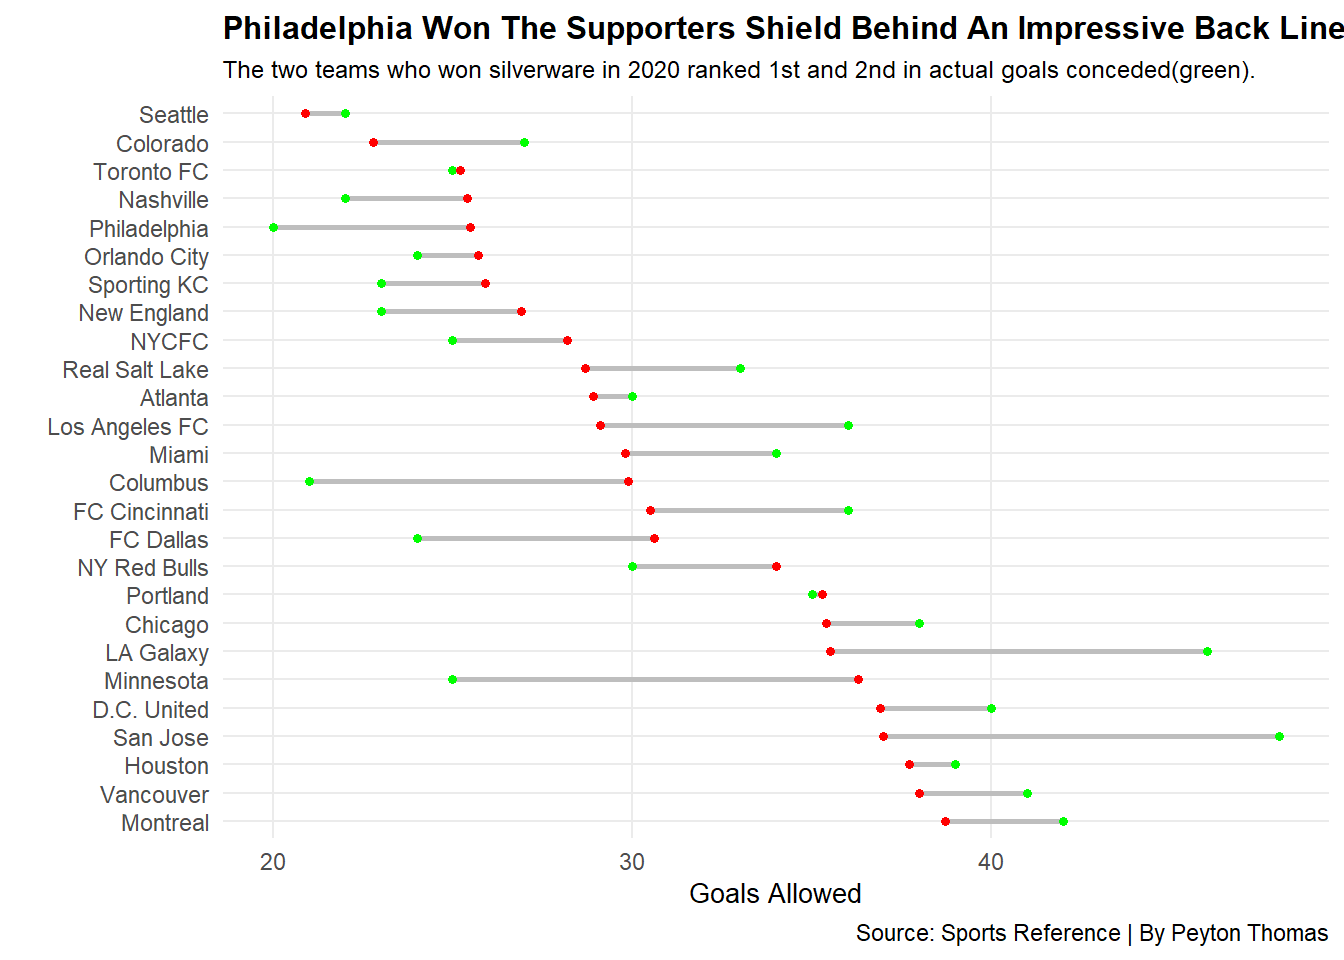 Philadelphia Won The Supporters Shield Behind An Impressive Back Line
The two teams who won silverware in 2020 ranked 1st and 2nd in actual goals conceded(green).
Seattle
Colorado
Toronto FC
Nashville
Philadelphia
Orlando City
Sporting KC
New England
NYCFC
Real Salt Lake
Atlanta
Los Angeles FC
Miami
Columbus
FC Cincinnati
FC Dallas
NY Red Bulls
Portland
Chicago
LA Galaxy
Minnesota
D.C. United
San Jose
Houston
Vancouver
Montreal
20 30 40
Goals Allowed
Source: Sports Reference | By Peyton Thomas